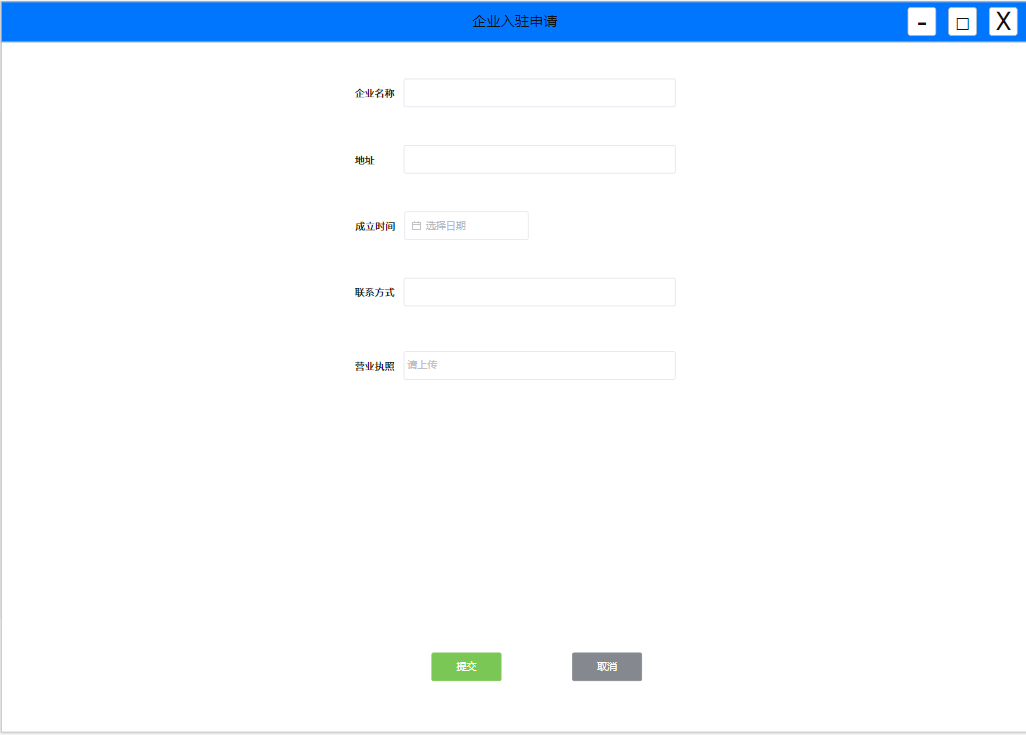 企业入驻申请
- □ X
企业名称
地址
成立时间 选择日期
联系方式
营业执照 请上传
提交 取消